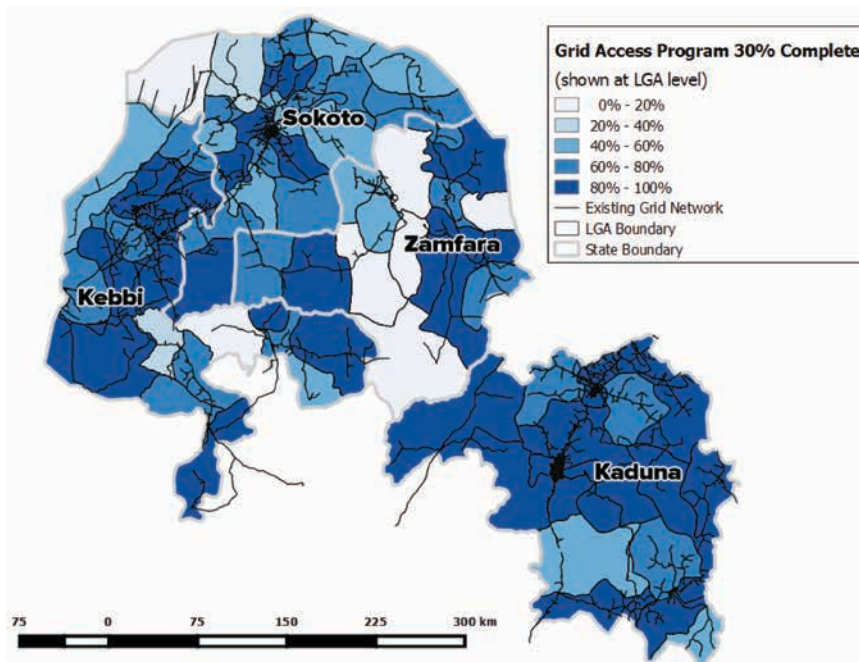 Grid Access Program 30% Complete
(shown at LGA level)
0% - 20%
20% - 40%
40% - 60%
60% - 80%
80% - 100%
Existing Grid Network
LGA Boundary
State Boundary
Sokoto
Zamfara
Kebbi
Kaduna
75 0 75 150 225 300 km